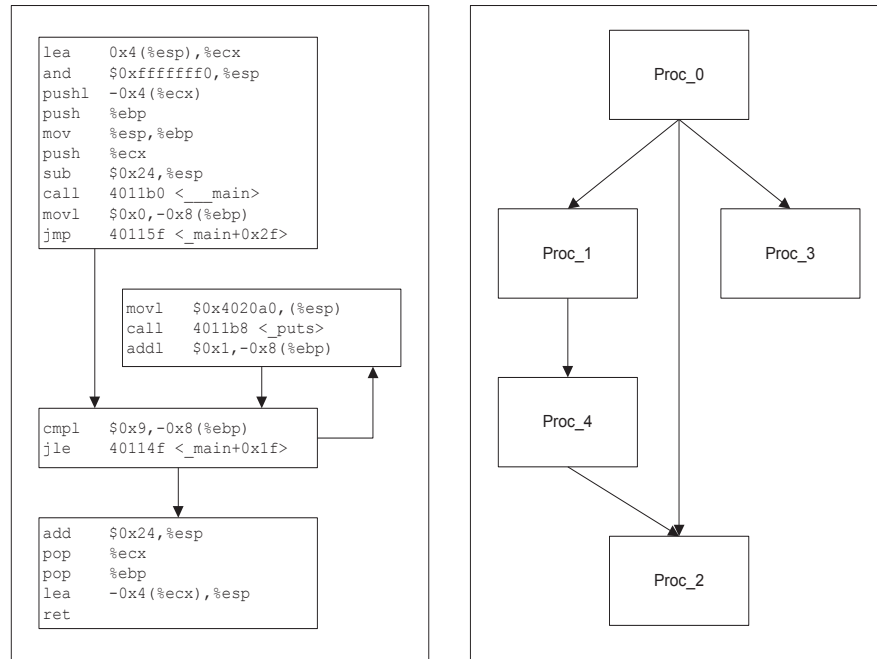 lea 0x4(%esp),%ecx
and $0xfffffff0,%esp
pushl -0x4(%ecx)
push %ebp
mov %esp,%ebp
push %ecx
sub $0x24,%esp
call 4011b0 <___main>
movl $0x0,-0x8(%ebp)
jmp 40115f <_main+0x2f>
movl $0x4020a0,(%esp)
call 4011b8 <_puts>
addl $0x1,-0x8(%ebp)
cmpl $0x9,-0x8(%ebp)
jle 40114f <_main+0x1f>
add $0x24,%esp
pop %ecx
pop %ebp
lea -0x4(%ecx),%esp
ret
Proc_0
Proc_1
Proc_3
Proc_4
Proc_2